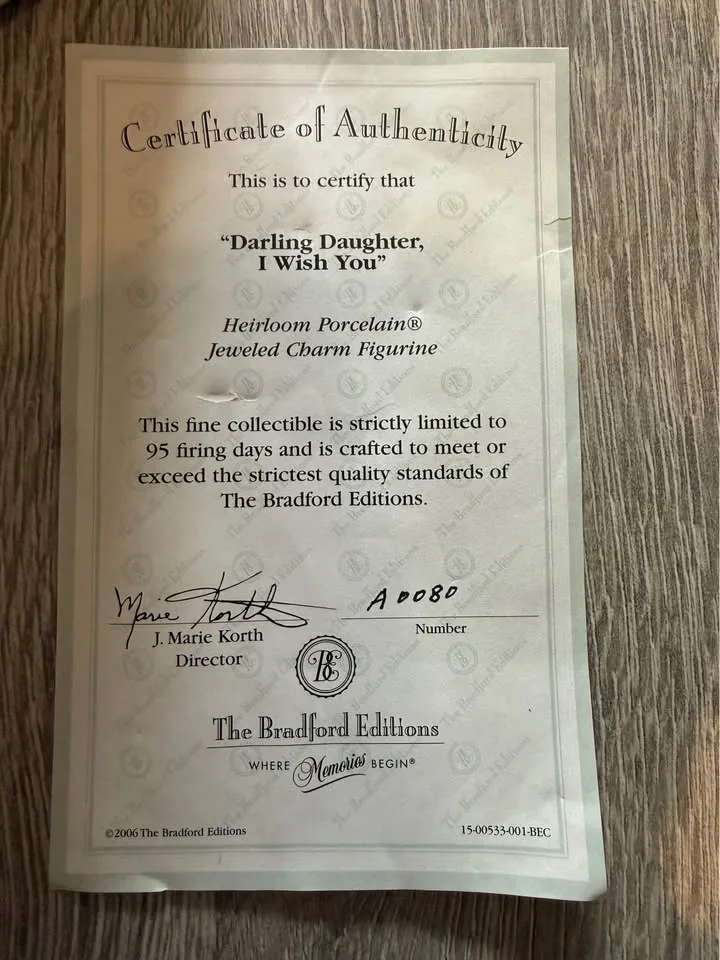 Certificate of Authenticity
This is to certify that
“Darling Daughter,
I Wish You”
Heirloom Porcelain®
Jeweled Charm Figurine
This fine collectible is strictly limited to
95 firing days and is crafted to meet or
exceed the strictest quality standards of
The Bradford Editions.
Marie Korth
A0080
J. Marie Korth
Number
Director
BE
The Bradford Editions
WHERE Memories BEGIN®
©2006 The Bradford Editions
15-00533-001-BEC